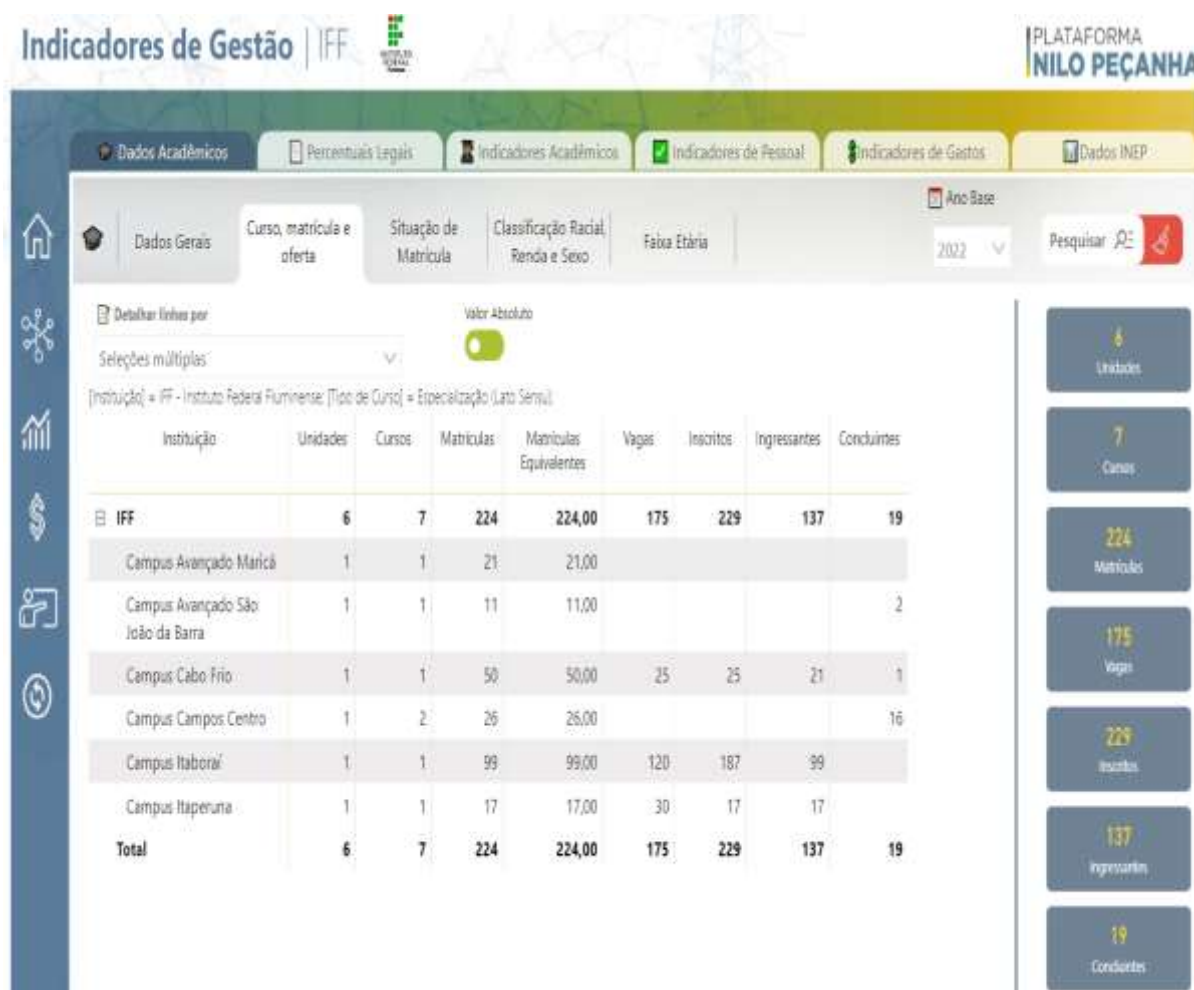 Indicadores de Gestão | IFF
INSTITUTO
FEDERAL
Fluminense
PLATAFORMA
NILO PEÇANHA
Dados Acadêmicos
Percentuais Legais
Indicadores Acadêmicos
Indicadores de Pessoal
Indicadores de Gastos
Dados INEP
Dados Gerais
Curso, matrícula e
oferta
Situação de
Matrícula
Classificação Racial,
Renda e Sexo
Faixa Etária
Ano Base
2022
Pesquisar
Detalhar linhas por
Seleções múltiplas
Valor Absoluto
[Instituição] = IFF - Instituto Federal Fluminense; [Tipo de Curso] = Especialização (Lato Sensu);
Instituição Unidades Cursos Matrículas Matrículas Vagas Inscritos Ingressantes Concluintes
Equivalentes
IFF 6 7 224 224,00 175 229 137 19
Campus Avançado Maricá 1 1 21 21,00
Campus Avançado São 1 1 11 11,00 2
João da Barra
Campus Cabo Frio 1 1 50 50,00 25 25 21 1
Campus Campos Centro 1 2 26 26,00 16
Campus Itaboraí 1 1 99 99,00 120 187 99
Campus Itaperuna 1 1 17 17,00 30 17 17
Total 6 7 224 224,00 175 229 137 19
6
Unidades
7
Cursos
224
Matrículas
175
Vagas
229
Inscritos
137
Ingressantes
19
Concluintes